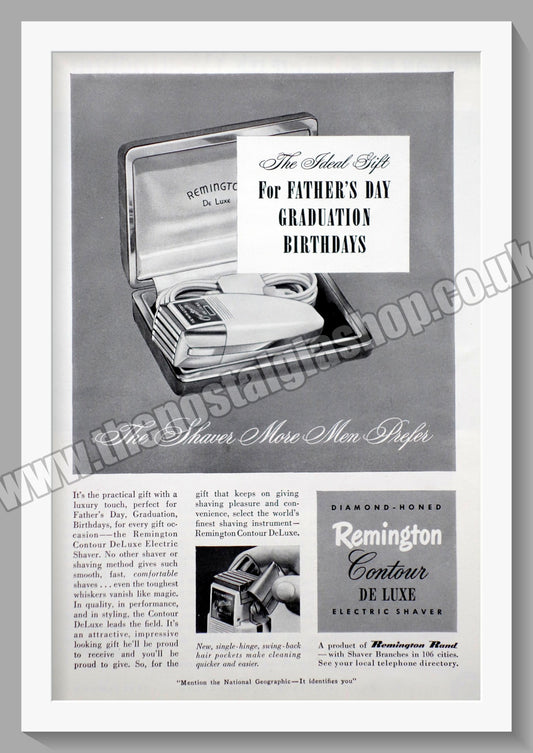 REMINGTON
De Luxe
The Ideal Gift
For FATHER'S DAY
GRADUATION
BIRTHDAYS
www.thepostalgiashop.co.uk
The Shaver More Men Prefer
It's the practical gift with a
luxury touch, perfect for
Father's Day, Graduation,
Birthdays, for every gift oc-
casion—the Remington
Contour DeLuxe Electric
Shaver. No other shaver or
shaving method gives such
smooth, fast, comfortable
shaves . . . even the toughest
whiskers vanish like magic.
In quality, in performance,
and in styling, the Contour
DeLuxe leads the field. It's
an attractive, impressive
looking gift he'll be proud
to receive and you'll be
proud to give. So, for the
gift that keeps on giving
shaving pleasure and con-
venience, select the world's
finest shaving instrument—
Remington Contour DeLuxe.
New, single-hinge, swing-back
hair pockets make cleaning
quicker and easier.
DIAMOND-HONED
Remington
Contour
DE LUXE
ELECTRIC SHAVER
A product of Remington Rand
—with Shaver Branches in 106 cities.
See your local telephone directory.
"Mention the National Geographic—It identifies you"